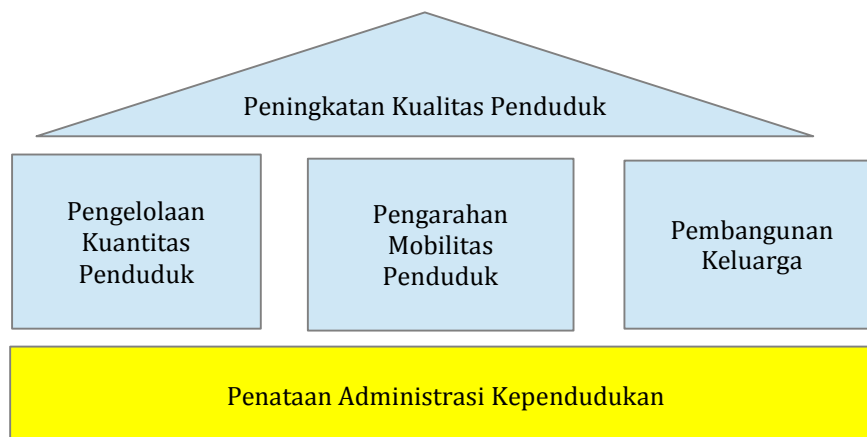 Peningkatan Kualitas Penduduk
Pengelolaan
Kuantitas
Penduduk
Pengarahan
Mobilitas
Penduduk
Pembangunan
Keluarga
Penataan Administrasi Kependudukan